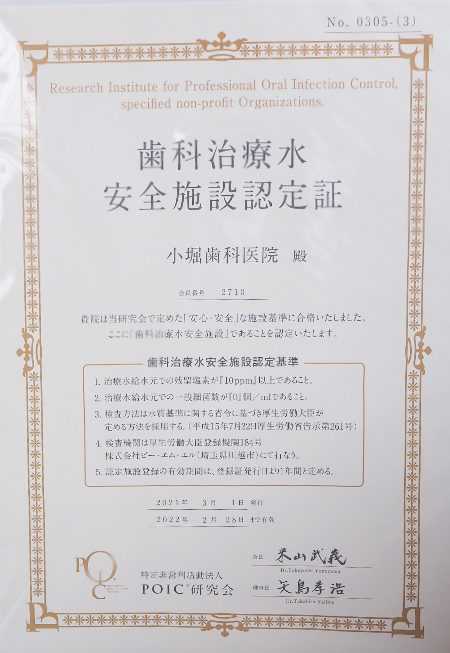 No. 0305-(3)
Research Institute for Professional Oral Infection Control,
specified non-profit Organizations.
歯科治療水
安全施設認定証
小堀歯科医院 殿
会員番号 2710
貴院は当研究会で定めた「安心・安全」な施設基準に合格いたしました。
ここに「歯科治療水安全施設」であることを認定いたします。
歯科治療水安全施設認定基準
1. 治療水給水元での残留塩素が『10ppm』以上であること。
2. 治療水給水元での一般細菌数が『0』個/mlであること。
3. 検査方法は水質基準に関する省令に基づき厚生労働大臣が
定める方法を採用する。(平成15年7月22日厚生労働省告示第261号)
4. 検査機関は厚生労働大臣登録機関184号
株式会社ビー・エム・エル(埼玉県川越市)にて行なう。
5. 認定施設登録の有効期間は、登録証発行日より1年間と定める。
2021年 3月 1日 発行
2022年 2月 28日 まで有効
POIC
特定非営利活動法人
POIC®研究会
会長 米山武義
Dr.Takeyoshi Yoneyama
理事長 矢島孝浩
Dr.Takahiro Yajima